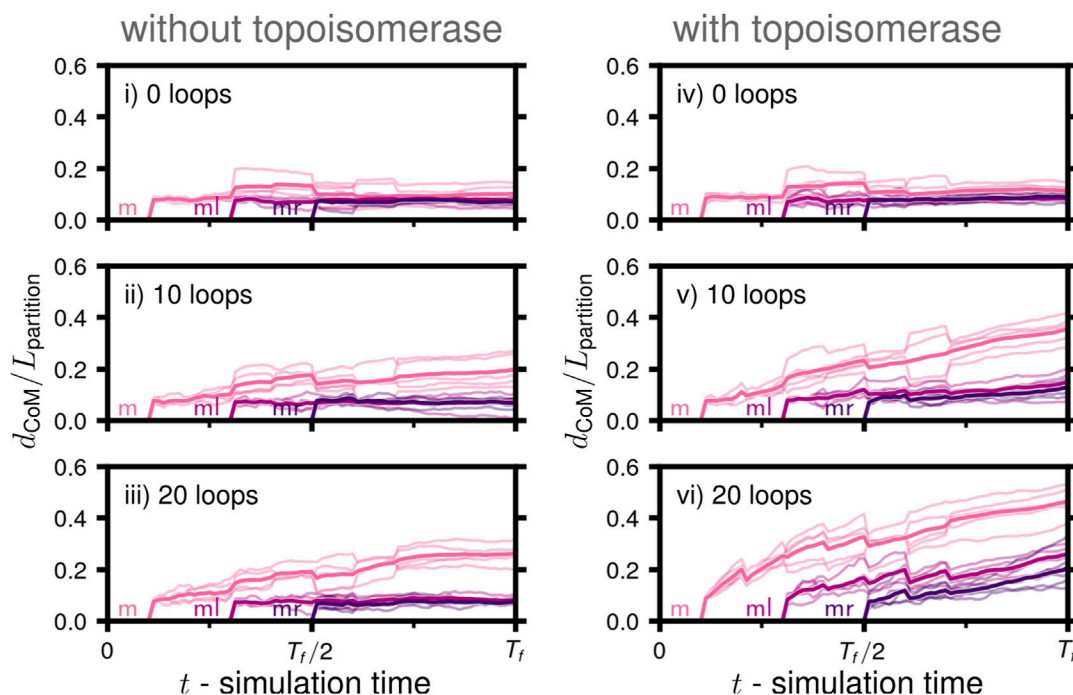 without topoisomerase
with topoisomerase
0.6
0.4
0.2
0.0
i) 0 loops
m
ml
mr
0.6
0.4
0.2
0.0
iv) 0 loops
m
ml
mr
d_CoM/L_partition
0.6
0.4
0.2
0.0
ii) 10 loops
m
ml
mr
d_CoM/L_partition
0.6
0.4
0.2
0.0
v) 10 loops
m
ml
mr
0.6
0.4
0.2
0.0
iii) 20 loops
m
ml
mr
0.6
0.4
0.2
0.0
vi) 20 loops
m
ml
mr
0
T_f/2
T_f
0
T_f/2
T_f
t - simulation time
t - simulation time